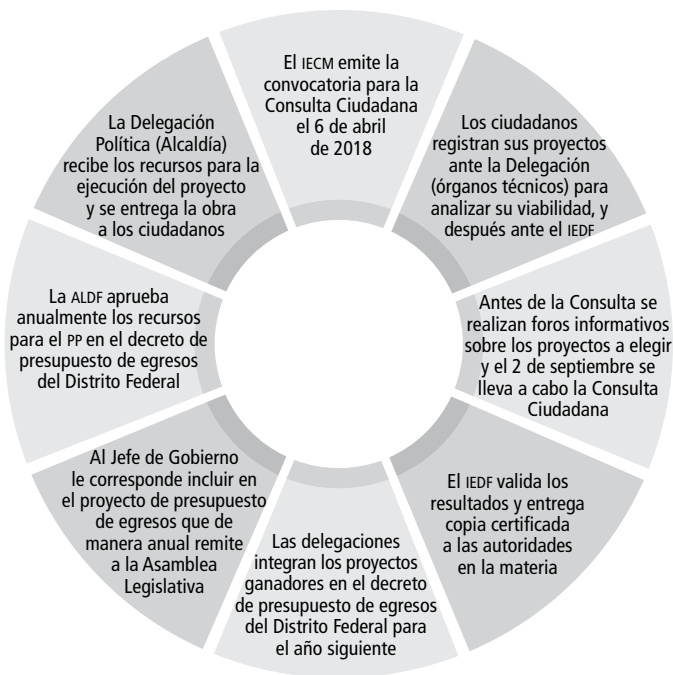 El IECM emite la
convocatoria para la
Consulta Ciudadana
el 6 de abril
de 2018
Los ciudadanos
registran sus proyectos
ante la Delegación
(órganos técnicos) para
analizar su viabilidad, y
después ante el IEDF
Antes de la Consulta se
realizan foros informativos
sobre los proyectos a elegir
y el 2 de septiembre se
lleva a cabo la Consulta
Ciudadana
El IEDF valida los
resultados y entrega
copia certificada
a las autoridades
en la materia
Las delegaciones
integran los proyectos
ganadores en el decreto
de presupuesto de egresos
del Distrito Federal para
el año siguiente
Al Jefe de Gobierno
le corresponde incluir en
el proyecto de presupuesto
de egresos que de
manera anual remite
a la Asamblea
Legislativa
La ALDF aprueba
anualmente los recursos
para el PP en el decreto de
presupuesto de egresos
del Distrito Federal
La Delegación
Política (Alcaldía)
recibe los recursos para la
ejecución del proyecto
y se entrega la obra
a los ciudadanos